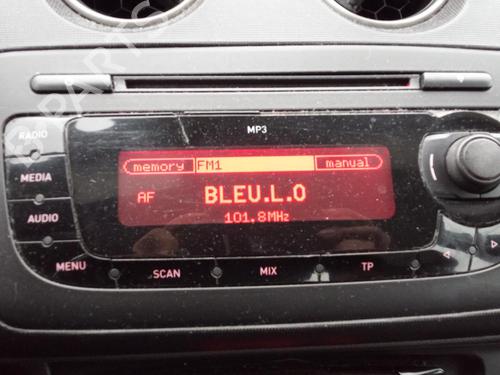 MP3
RADIO
MEDIA
AUDIO
MENU
memory FM1 manual
AF BLEU.L.O
101.8MHz
SCAN MIX TP